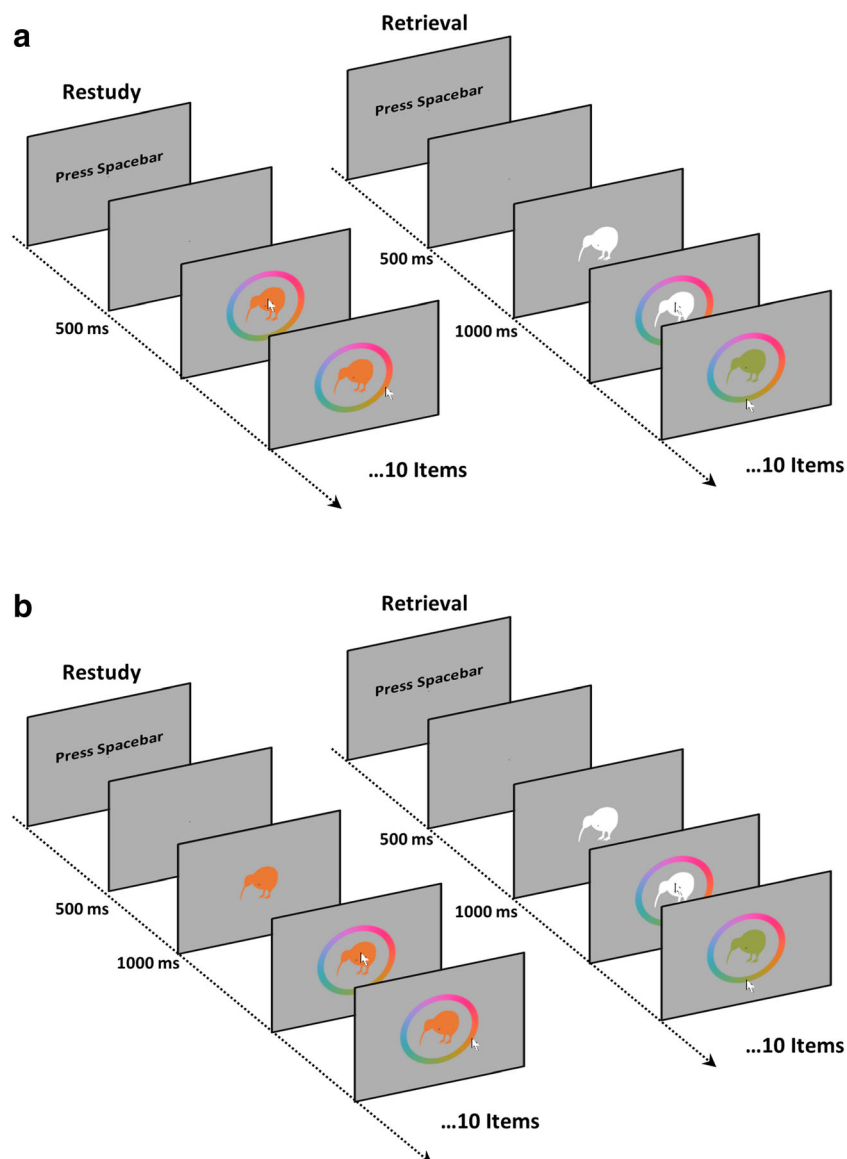 a
Restudy
Press Spacebar
500 ms
...10 Items
Retrieval
Press Spacebar
500 ms
1000 ms
...10 Items
b
Restudy
Press Spacebar
500 ms
1000 ms
...10 Items
Retrieval
Press Spacebar
500 ms
1000 ms
...10 Items